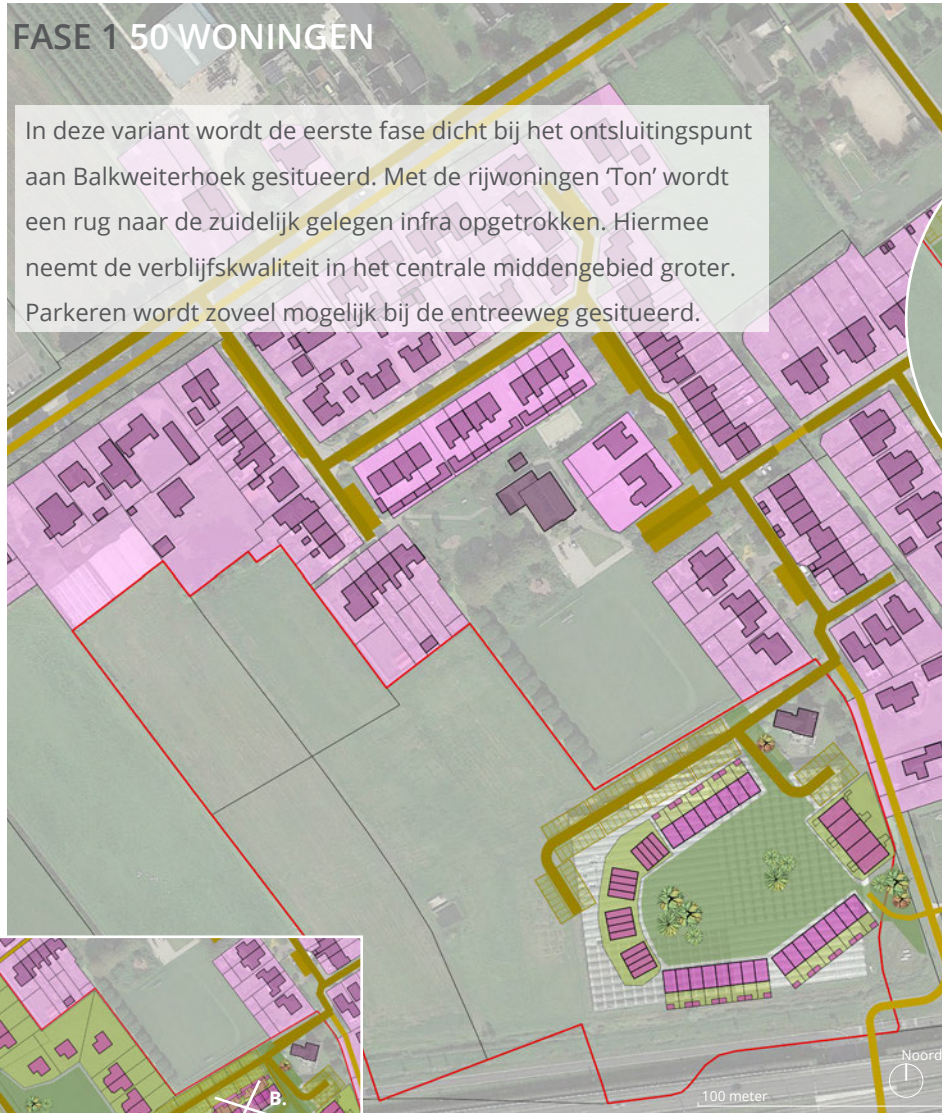 FASE 1 50 WONINGEN
In deze variant wordt de eerste fase dicht bij het ontsluitingspunt
aan Balkweiterhoek gesitueerd. Met de rijwoningen ‘Ton’ wordt
een rug naar de zuidelijk gelegen infra opgetrokken. Hiermee
neemt de verblijfskwaliteit in het centrale middengebied groter.
Parkeren wordt zoveel mogelijk bij de entreeweg gesitueerd.
B.
100 meter
Noord